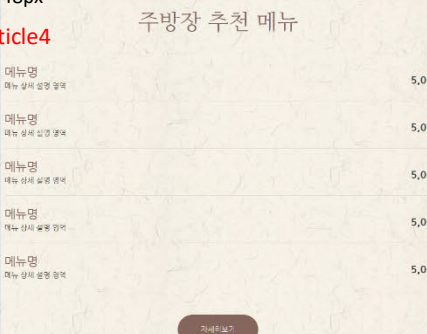 주방장 추천 메뉴
ticle4
메뉴명
메뉴 상세 설명 영역
5,0
메뉴명
메뉴 상세 설명 영역
5,0
메뉴명
메뉴 상세 설명 영역
5,0
메뉴명
메뉴 상세 설명 영역
5,0
메뉴명
메뉴 상세 설명 영역
5,0
자세히보기